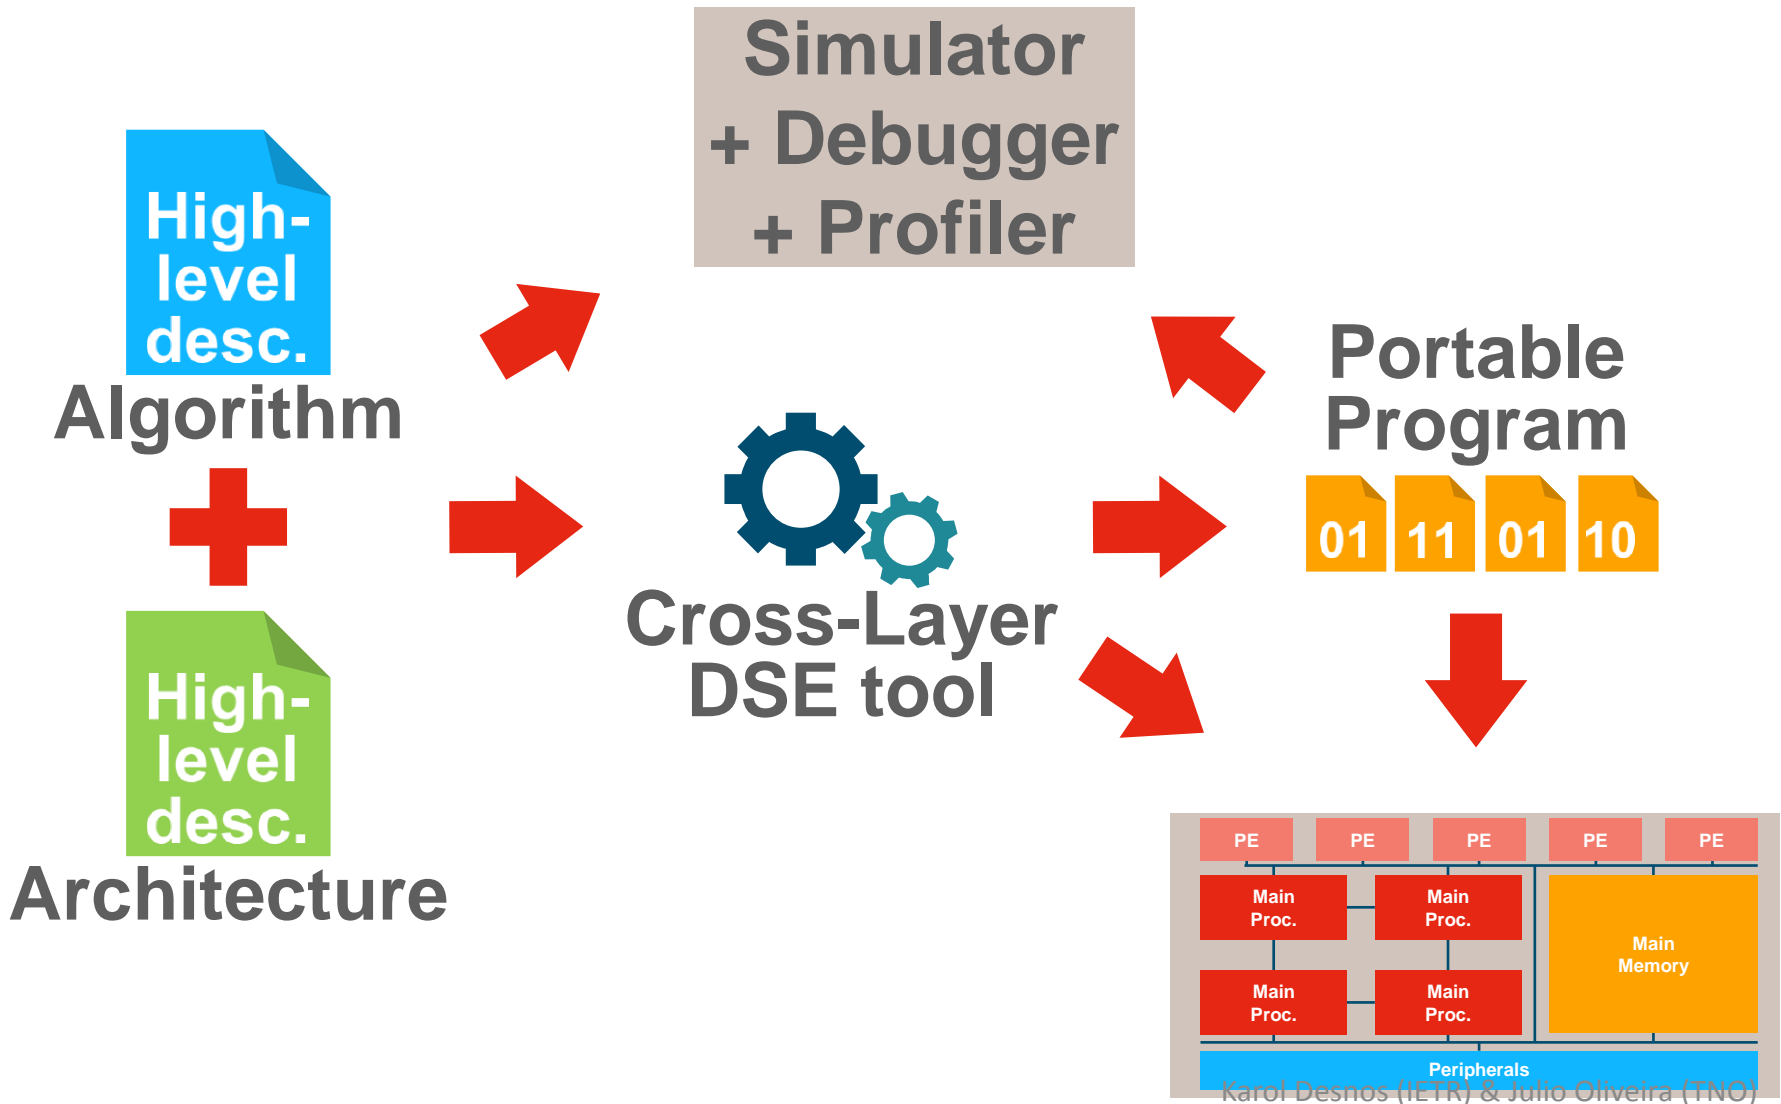 Simulator
+ Debugger
+ Profiler
High-
level
desc.
Algorithm
High-
level
desc.
Architecture
Cross-Layer
DSE tool
Portable
Program
01 11 01 10
PE PE PE PE PE
Main
Proc.
Main
Proc.
Main
Memory
Main
Proc.
Main
Proc.
Peripherals
Karol Desnos (IETR) & Julio Oliveira (TNO)